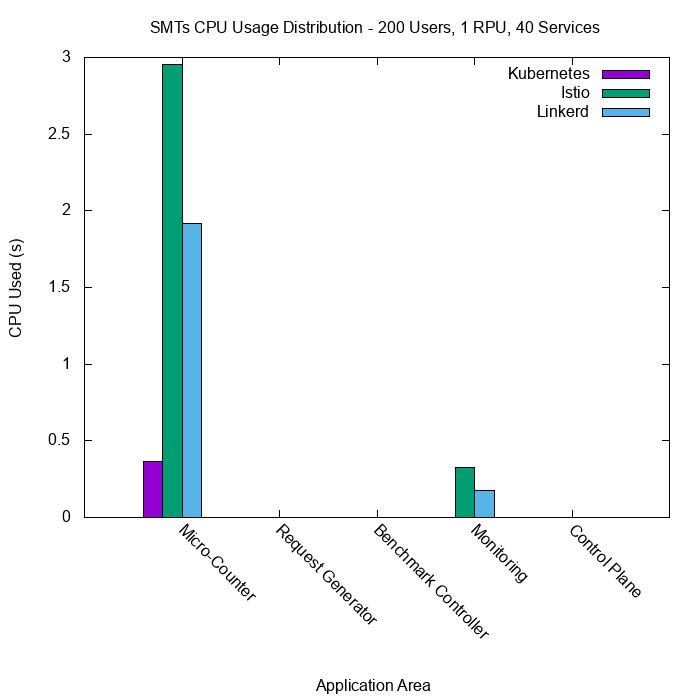 SMTs CPU Usage Distribution - 200 Users, 1 RPU, 40 Services
Kubernetes
Istio
Linkerd
3
2.5
2
1.5
1
0.5
0
CPU Used (s)
Micro-Counter
Request Generator
Benchmark Controller
Monitoring
Control Plane
Application Area